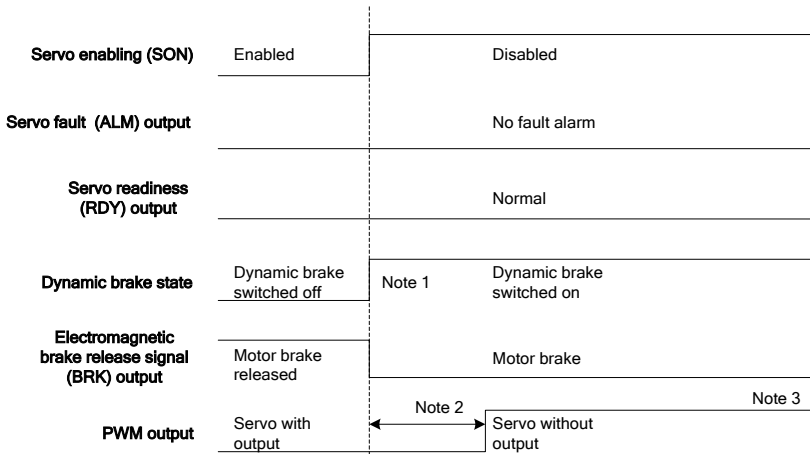 Servo enabling (SON)
Enabled
Disabled
Servo fault (ALM) output
No fault alarm
Servo readiness
(RDY) output
Normal
Dynamic brake state
Dynamic brake
switched off
Note 1
Dynamic brake
switched on
Electromagnetic
brake release signal
(BRK) output
Motor brake
released
Motor brake
PWM output
Servo with
output
Note 2
Servo without
output
Note 3